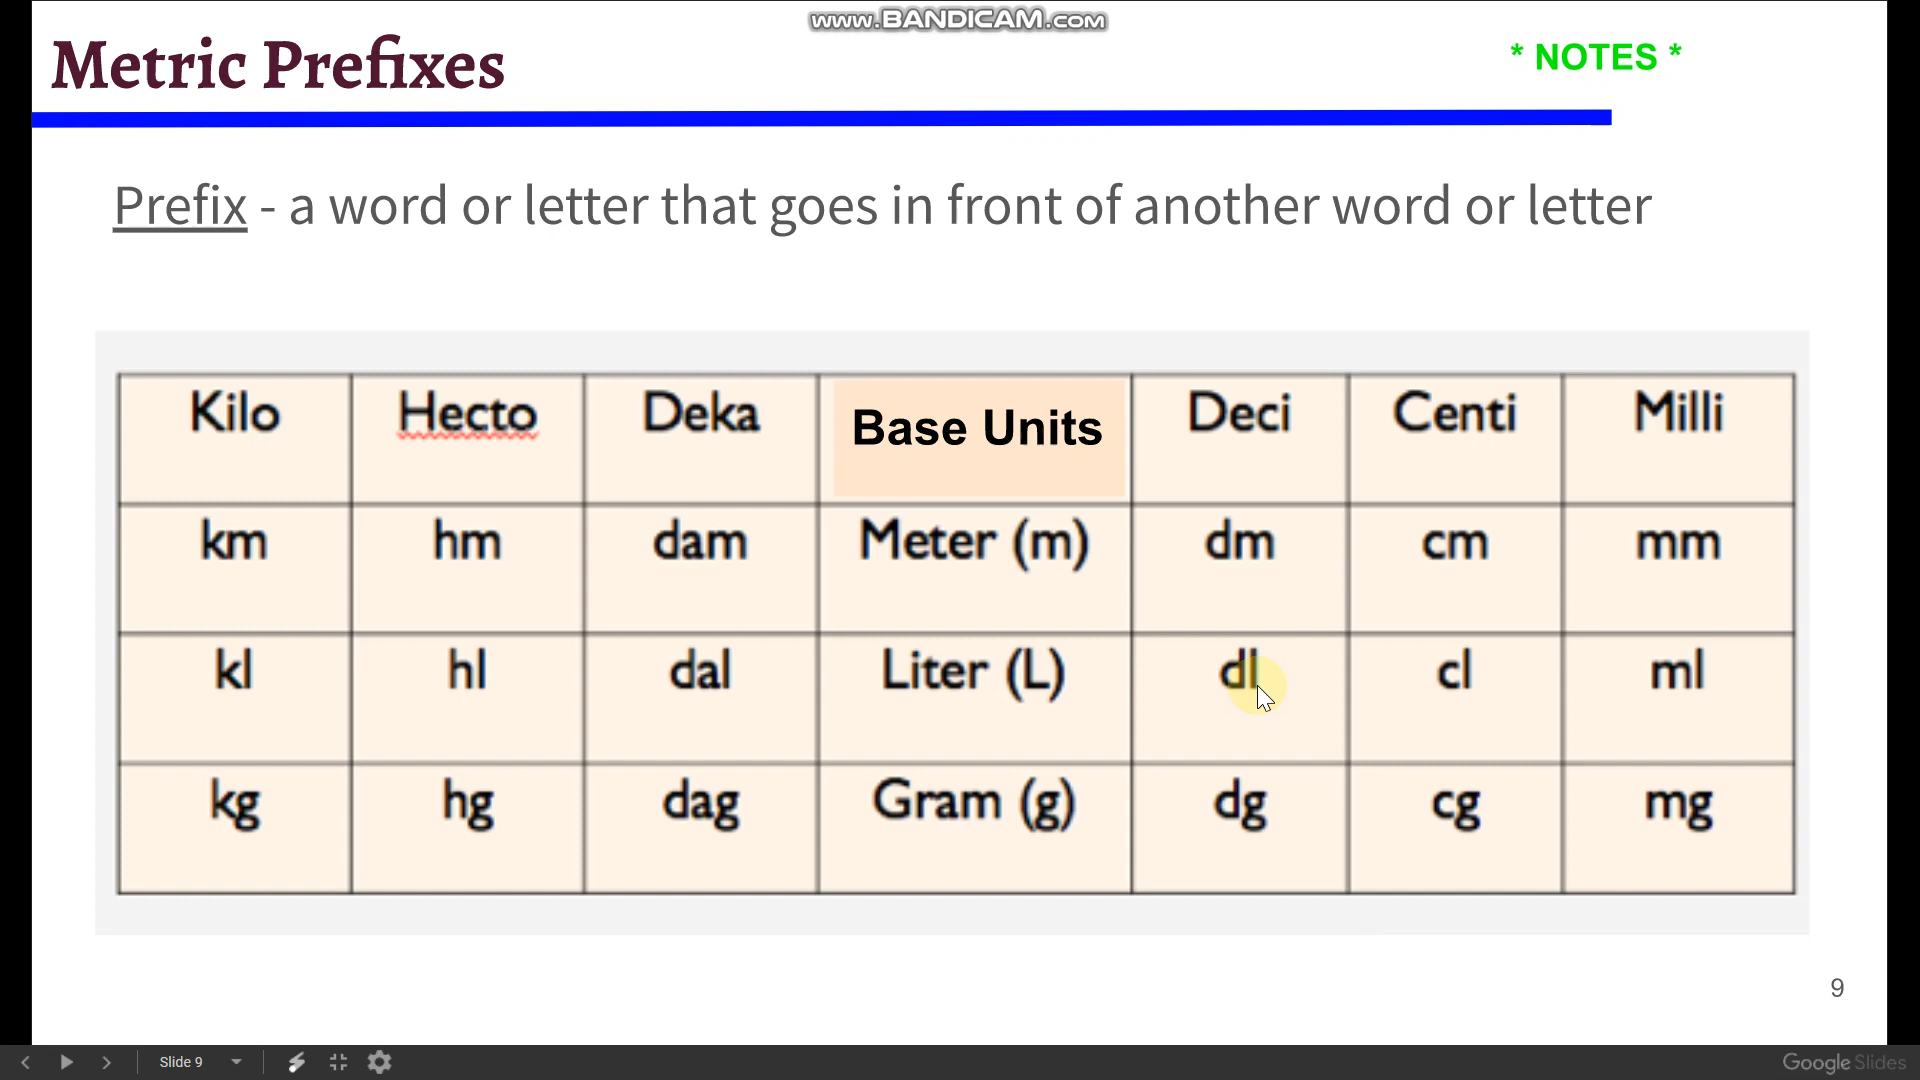 www.BANDICAM.com
Metric Prefixes
* NOTES *
Prefix - a word or letter that goes in front of another word or letter
Kilo Hecto Deka Base Units Deci Centi Milli
km hm dam Meter (m) dm cm mm
kl hl dal Liter (L) dl cl ml
kg hg dag Gram (g) dg cg mg
9
Slide 9
Google Slides